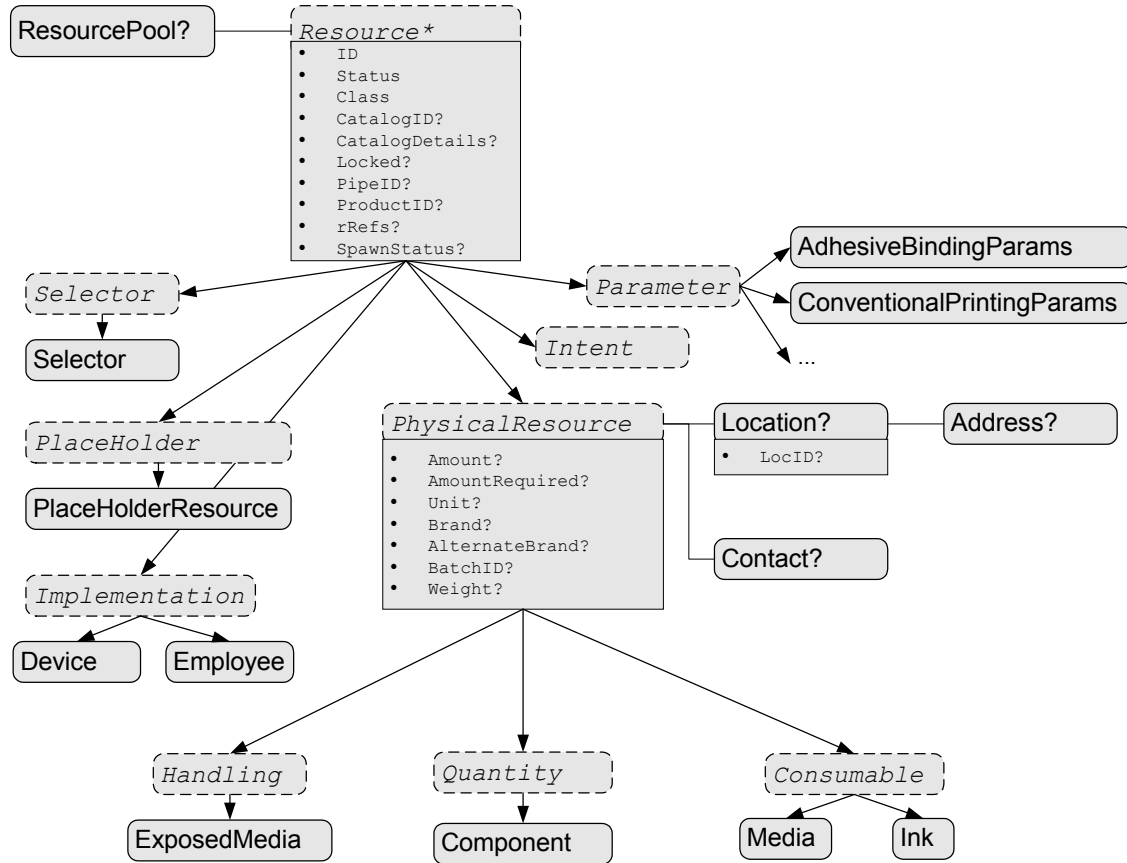 ResourcePool?
Resource*
• ID
• Status
• Class
• CatalogID?
• CatalogDetails?
• Locked?
• PipeID?
• ProductID?
• rRefs?
• SpawnStatus?
Selector
Selector
Parameter
AdhesiveBindingParams
ConventionalPrintingParams
...
Intent
PlaceHolder
PlaceHolderResource
PhysicalResource
• Amount?
• AmountRequired?
• Unit?
• Brand?
• AlternateBrand?
• BatchID?
• Weight?
Location?
• LocID?
Address?
Contact?
Implementation
Device
Employee
Handling
ExposedMedia
Quantity
Component
Consumable
Media
Ink